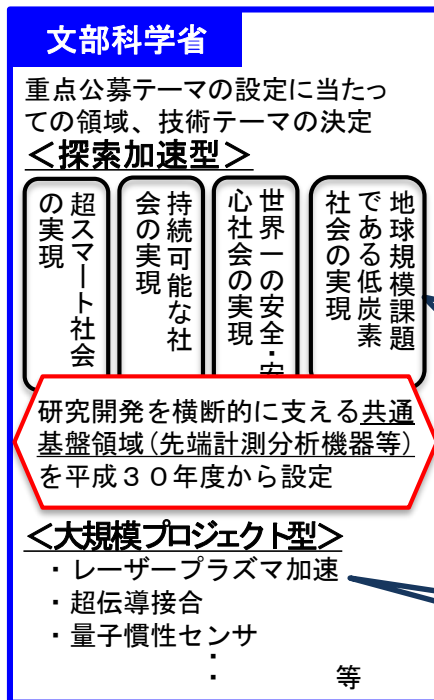 文部科学省
重点公募テーマの設定に当たっ
ての領域、技術テーマの決定
＜探索加速型＞
超スマート社会
の実現
持続可能な社
会の実現
世界一の安全・安
心社会の実現
地球規模課題
である低炭素
社会の実現
研究開発を横断的に支える共通
基盤領域(先端計測分析機器等)
を平成３０年度から設定
＜大規模プロジェクト型＞
・レーザープラズマ加速
・超伝導接合
・量子慣性センサ
：　　　　等